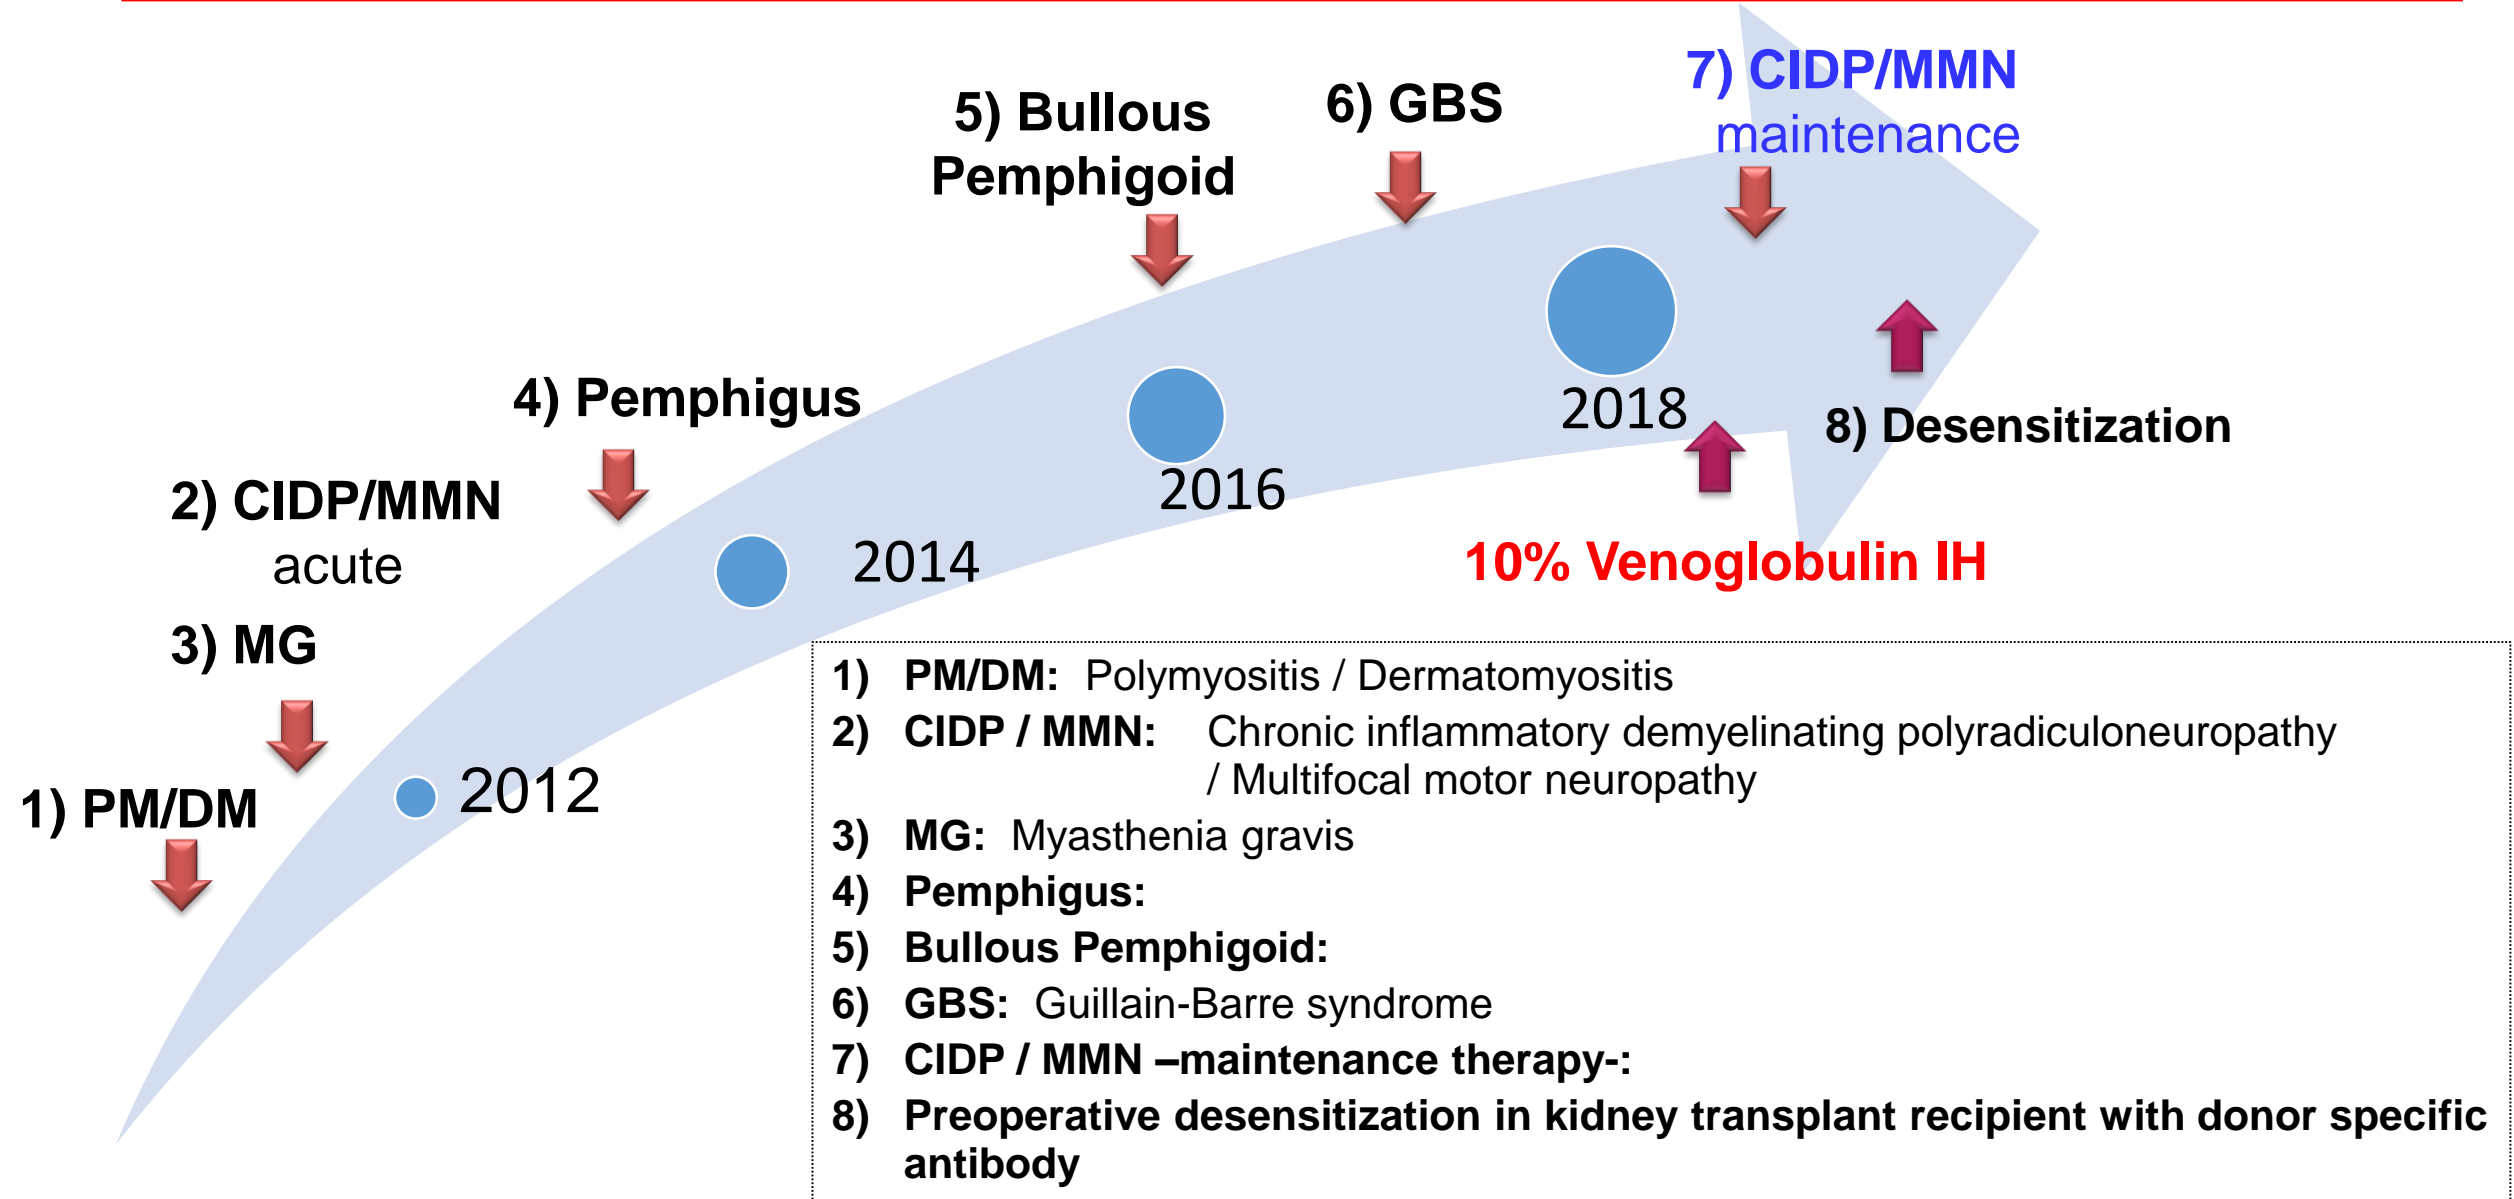 7) CIDP/MMN
maintenance
6) GBS
5) Bullous
Pemphigoid
4) Pemphigus
2018
8) Desensitization
2) CIDP/MMN
acute
2016
2014
10% Venoglobulin IH
3) MG
2012
1) PM/DM
1) PM/DM: Polymyositis / Dermatomyositis
2) CIDP / MMN: Chronic inflammatory demyelinating polyradiculoneuropathy
/ Multifocal motor neuropathy
3) MG: Myasthenia gravis
4) Pemphigus:
5) Bullous Pemphigoid:
6) GBS: Guillain-Barre syndrome
7) CIDP / MMN –maintenance therapy-:
8) Preoperative desensitization in kidney transplant recipient with donor specific
antibody